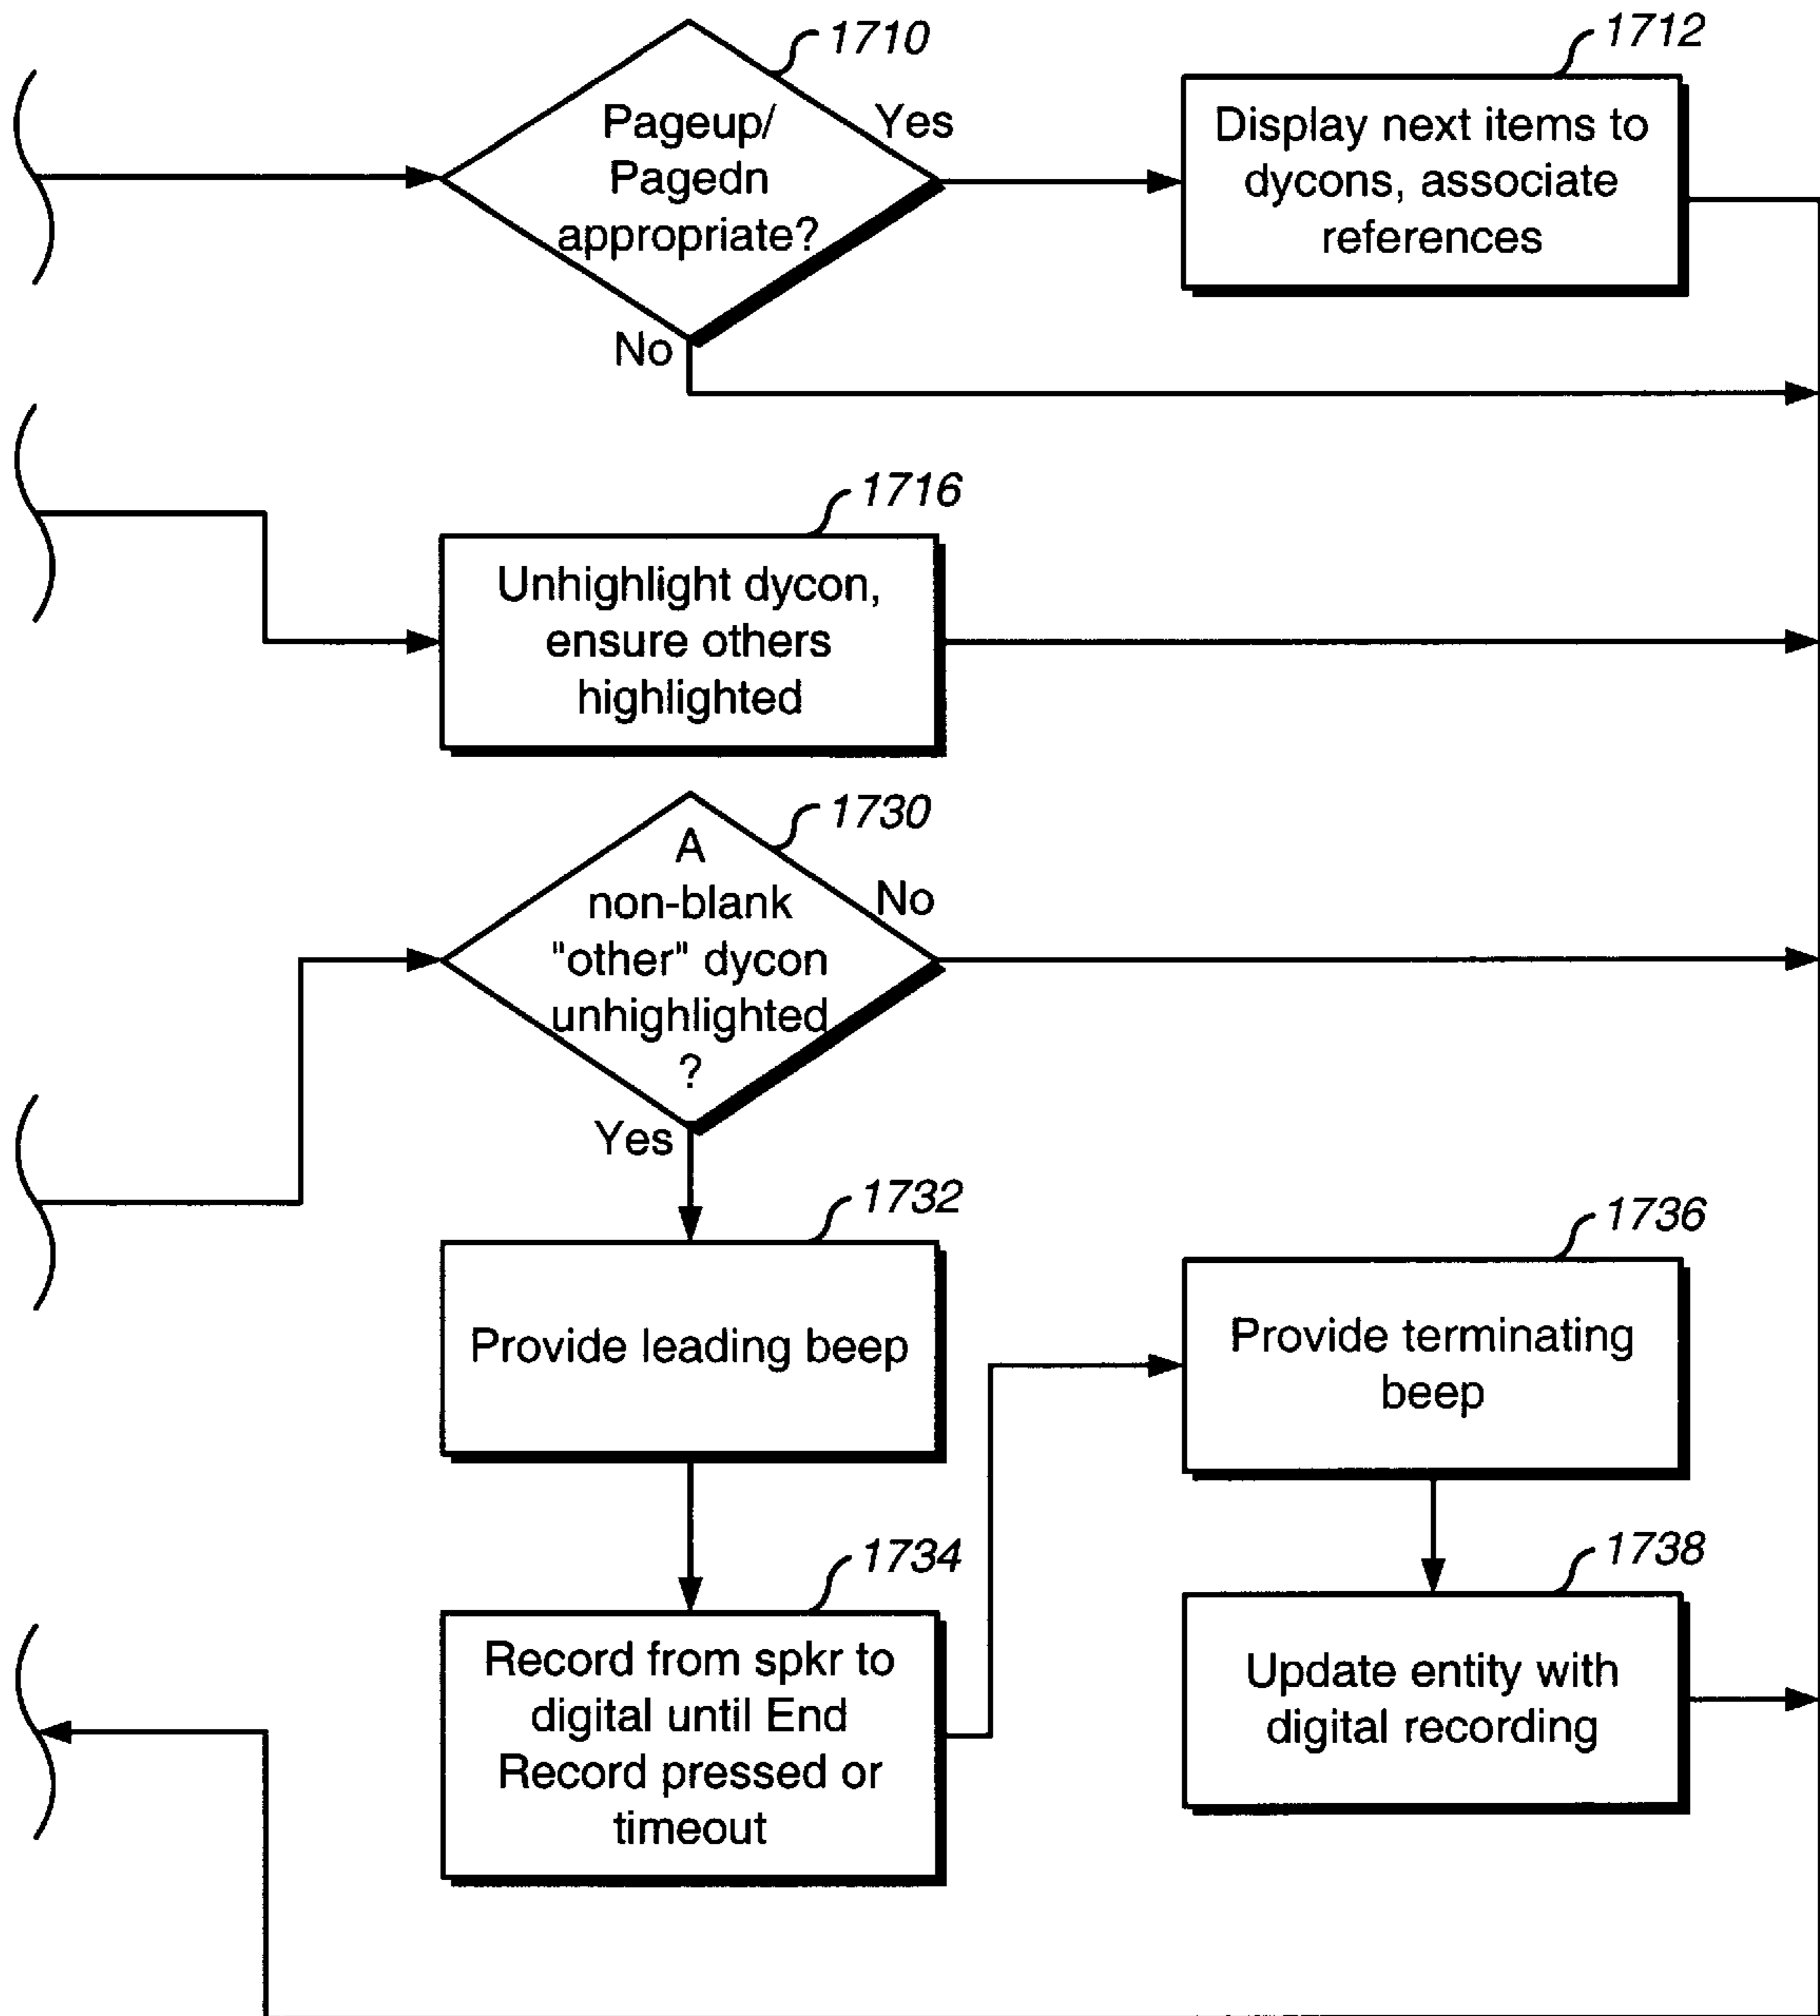 1710
Pageup/
Pagedn
appropriate?
Yes
No
1712
Display next items to
dycons, associate
references
1716
Unhighlight dycon,
ensure others
highlighted
1730
A
non-blank
"other" dycon
unhighlighted
?
No
Yes
1732
Provide leading beep
1734
Record from spkr to
digital until End
Record pressed or
timeout
1736
Provide terminating
beep
1738
Update entity with
digital recording